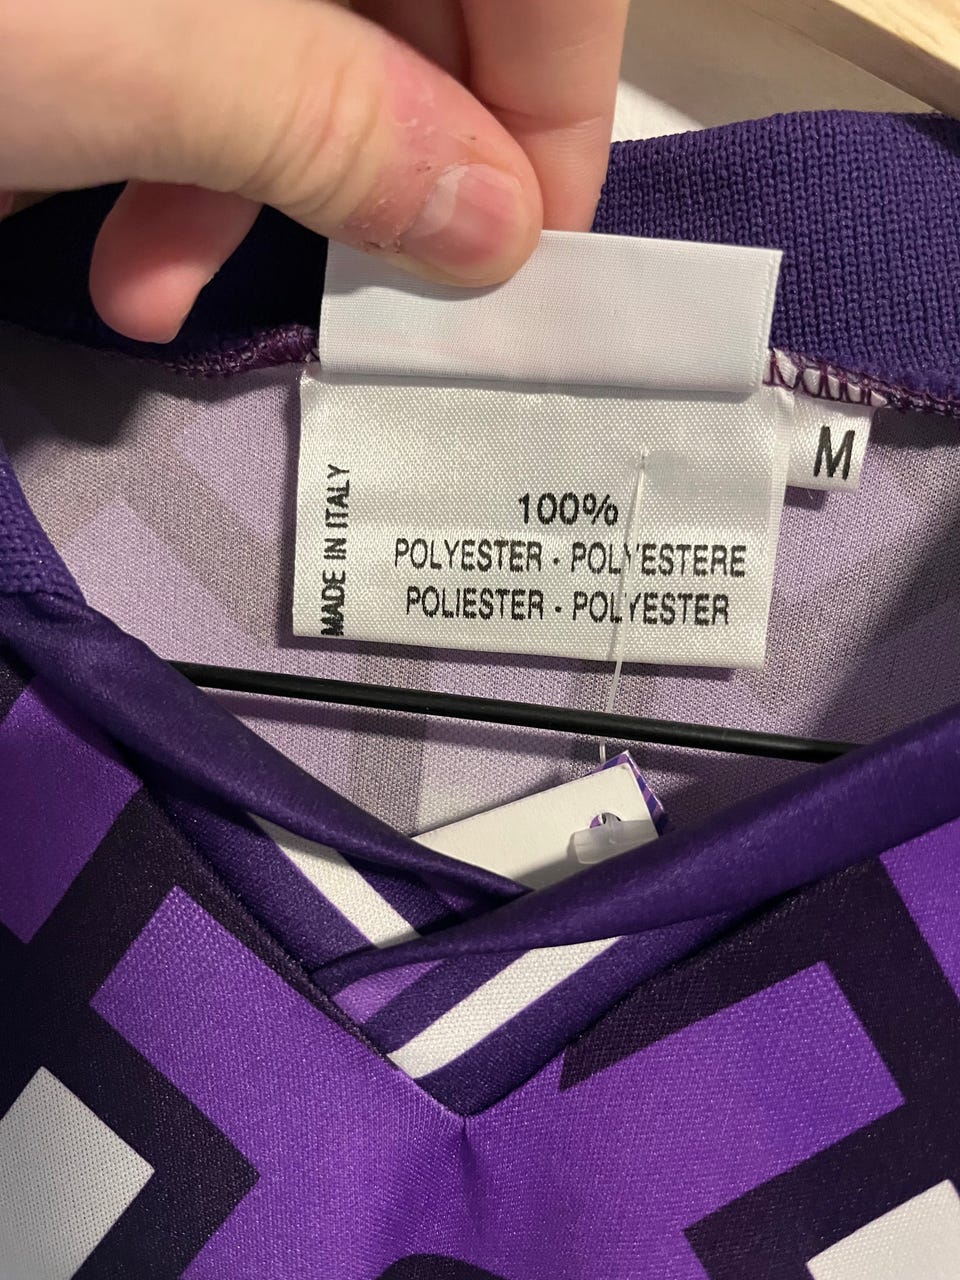 MADE IN ITALY
100%
POLYESTER · POLYESTERE
POLIESTER · POLYESTER
M